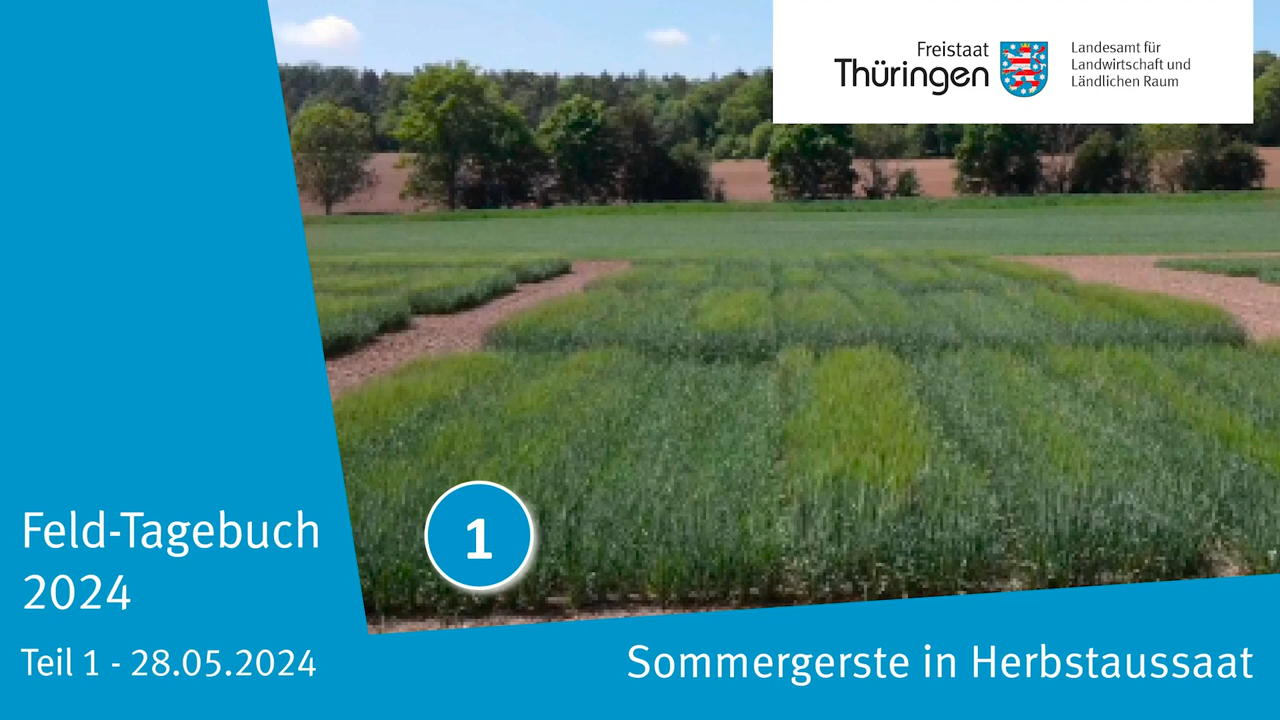 Freistaat
Thüringen
Landesamt für
Landwirtschaft und
Ländlichen Raum
1
Feld-Tagebuch
2024
Teil 1 - 28.05.2024
Sommergerste in Herbstaussaat